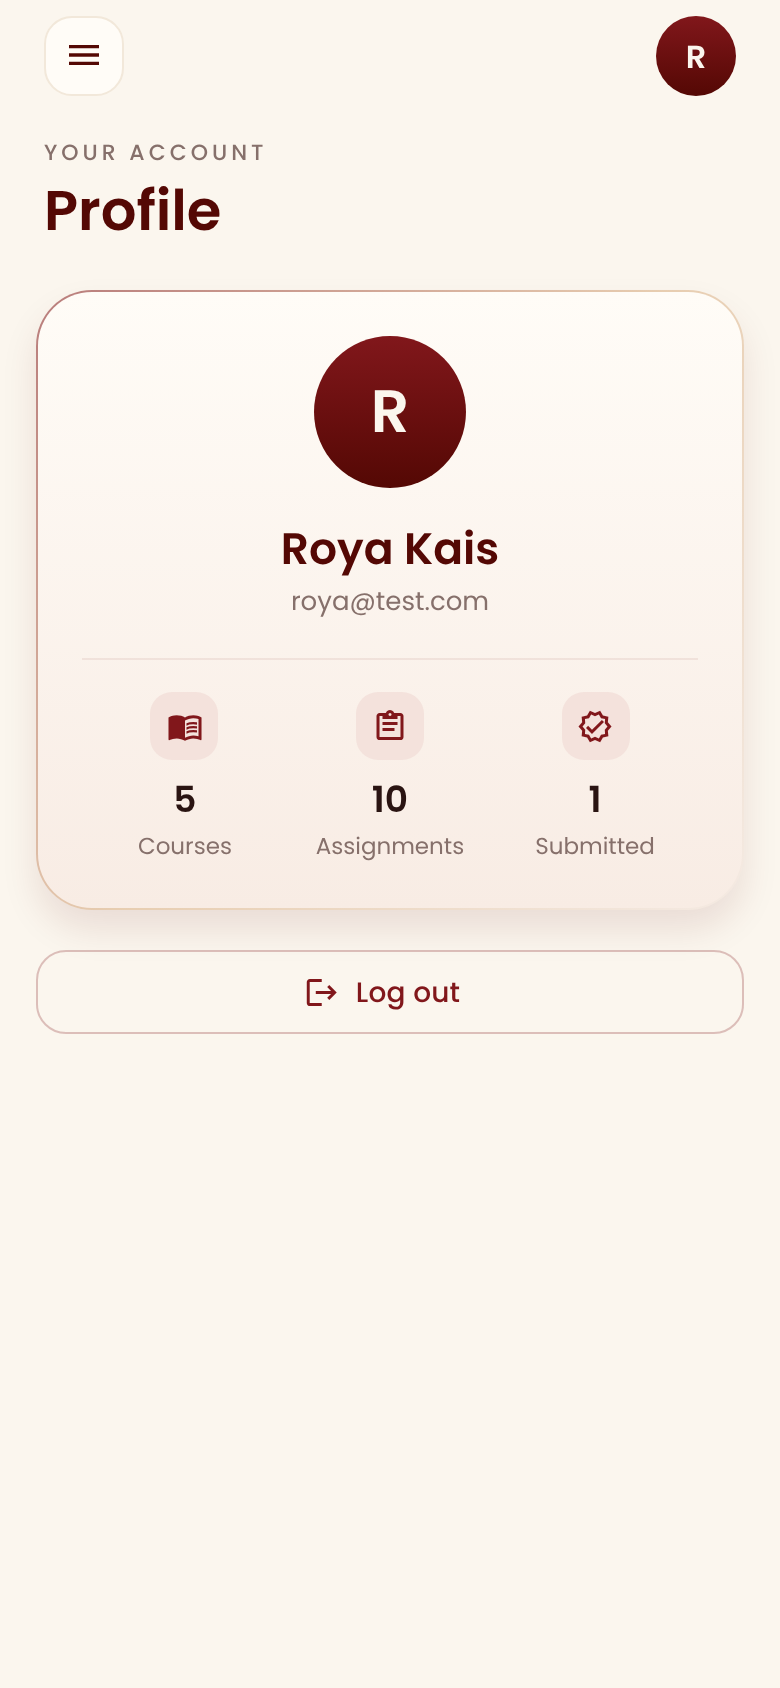 R
YOUR ACCOUNT
Profile
R
Roya Kais
roya@test.com
5 10 1
Courses Assignments Submitted
Log out